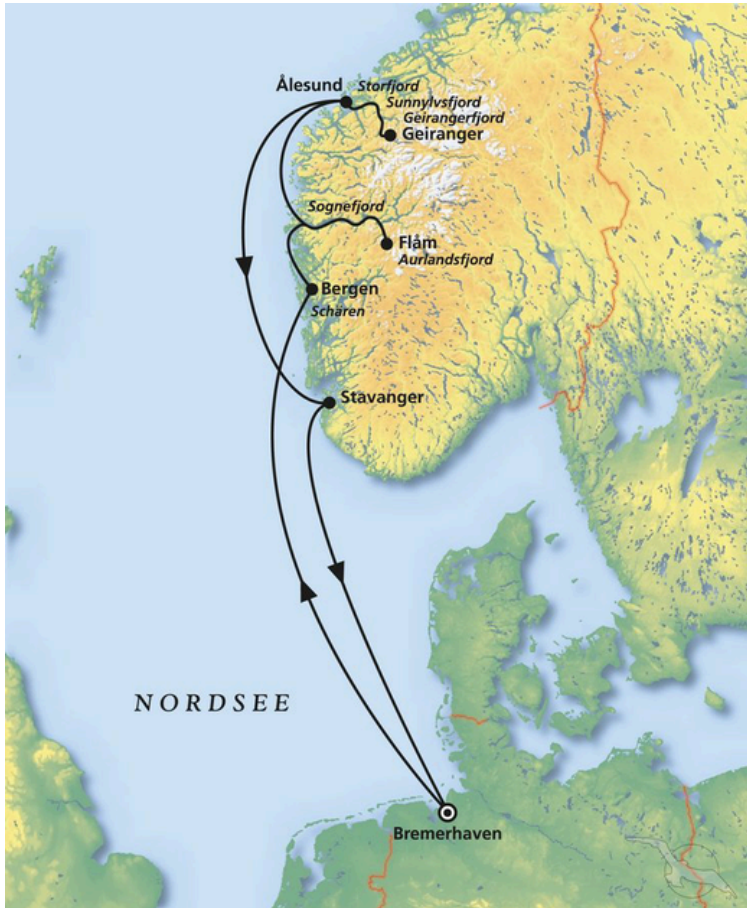 Ålesund
Storfjord
Sunnylvsfjord
Geirangerfjord
Geiranger
Sognefjord
Flåm
Aurlandsfjord
Bergen
Schären
Stavanger
NORDSEE
Bremerhaven